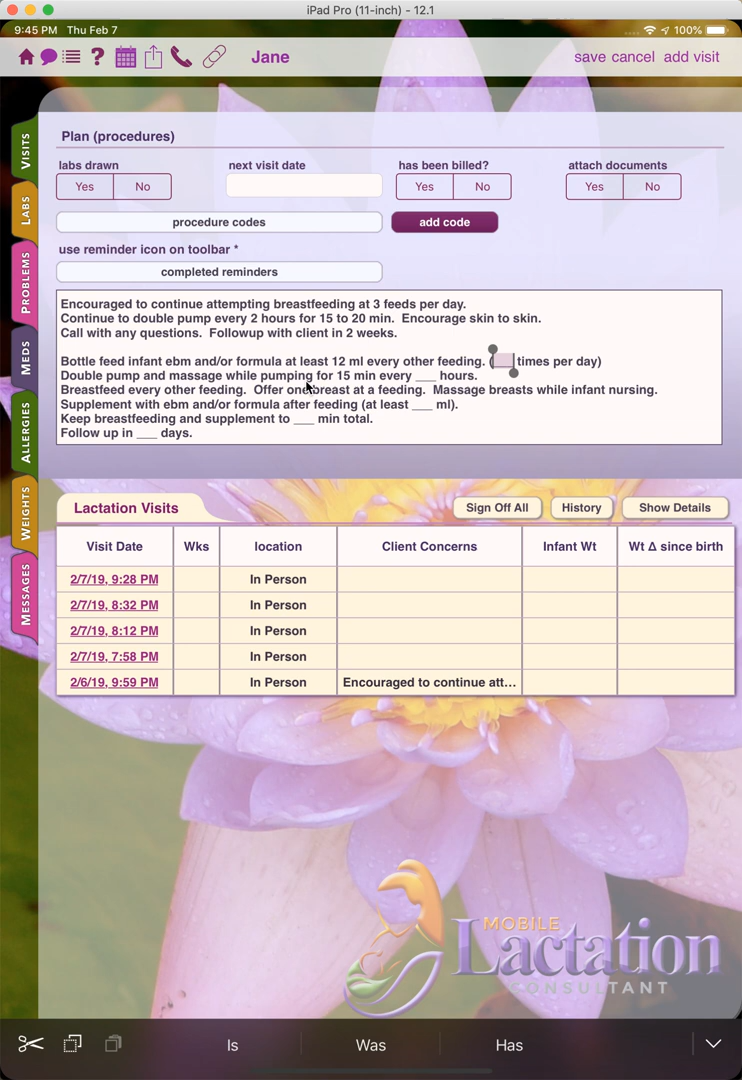 iPad Pro (11-inch) - 12.1
9:45 PM Thu Feb 7
100%
?
Jane
save cancel add visit
Plan (procedures)
labs drawn
next visit date
has been billed?
attach documents
Yes No
Yes No
Yes No
procedure codes
add code
use reminder icon on toolbar *
completed reminders
Encouraged to continue attempting breastfeeding at 3 feeds per day.
Continue to double pump every 2 hours for 15 to 20 min. Encourage skin to skin.
Call with any questions. Followup with client in 2 weeks.
Bottle feed infant ebm and/or formula at least 12 ml every other feeding. (___ times per day)
Double pump and massage while pumping for 15 min every ___ hours.
Breastfeed every other feeding. Offer one breast at a feeding. Massage breasts while infant nursing.
Supplement with ebm and/or formula after feeding (at least ___ ml).
Keep breastfeeding and supplement to ___ min total.
Follow up in ___ days.
VISITS
LABS
PROBLEMS
MEDS
ALLERGIES
WEIGHTS
MESSAGES
Lactation Visits
Sign Off All
History
Show Details
Visit Date Wks location Client Concerns Infant Wt Wt Δ since birth
2/7/19, 9:28 PM In Person
2/7/19, 8:32 PM In Person
2/7/19, 8:12 PM In Person
2/7/19, 7:58 PM In Person
2/6/19, 9:59 PM In Person Encouraged to continue att...
MOBILE
Lactation
CONSULTANT
Is Was Has